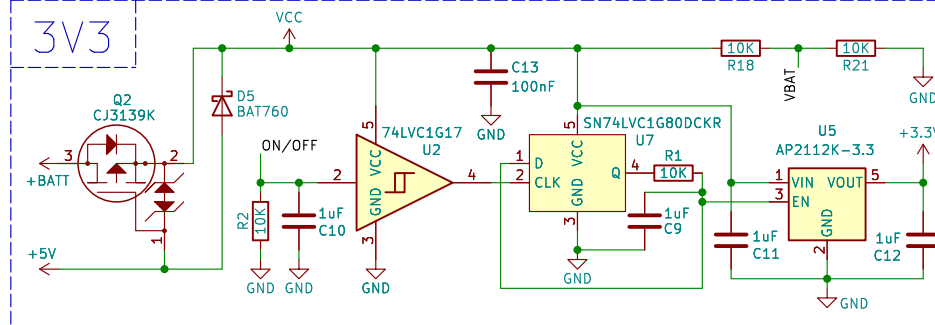 3V3
VCC
Q2
CJ3139K
3
2
1
+BATT
+5V
D5
BAT760
ON/OFF
R2
10K
GND
1uF
C10
GND
2
5
VCC
GND
3
4
74LVC1G17
U2
GND
C13
100nF
GND
SN74LVC1G80DCKR
U7
5
1
D
2
CLK
VCC
GND
Q
4
3
GND
R1
10K
1uF
C9
10K
R18
VBAT
10K
R21
GND
U5
AP2112K-3.3
1
VIN
3
EN
VOUT
5
GND
2
1uF
C11
1uF
C12
+3.3V
GND